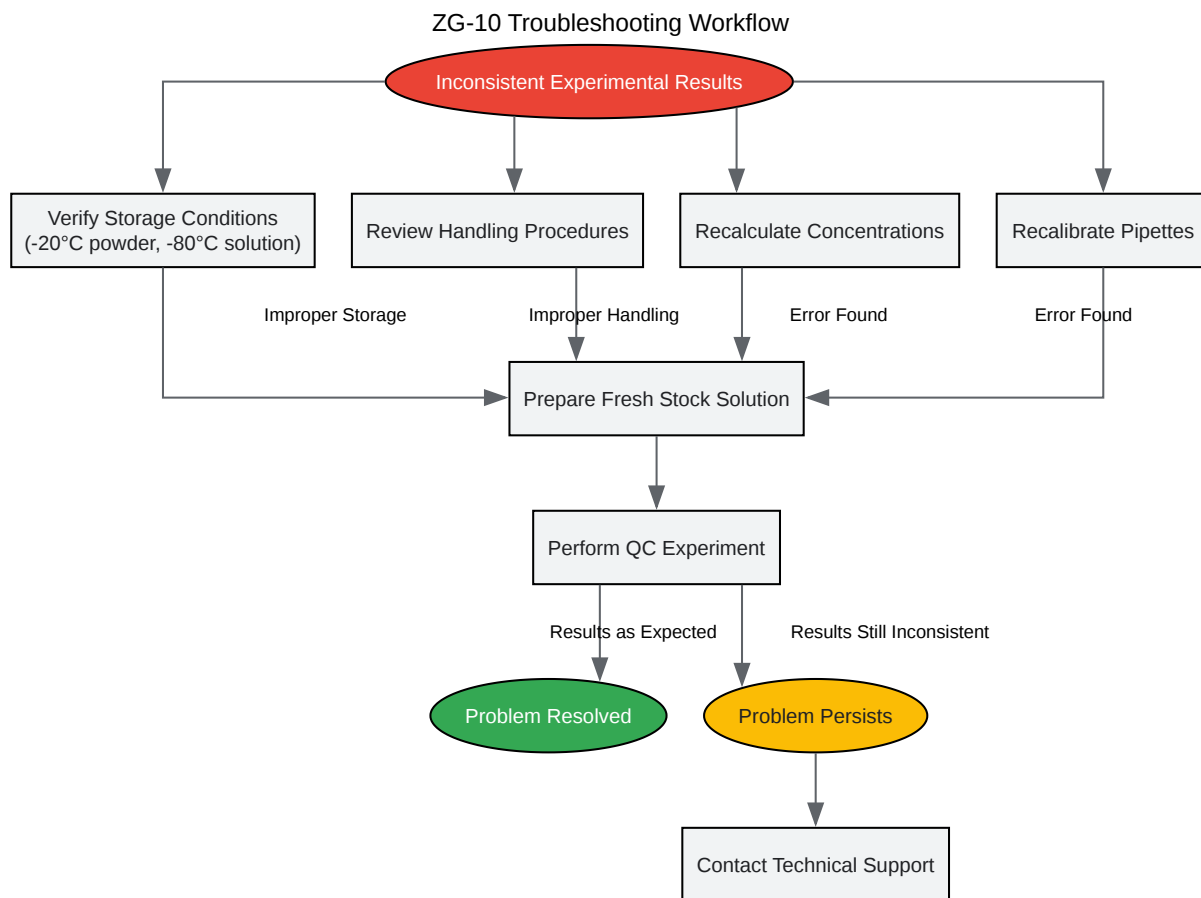 ZG-10 Troubleshooting Workflow
Inconsistent Experimental Results
Verify Storage Conditions
(-20°C powder, -80°C solution)
Review Handling Procedures
Recalculate Concentrations
Recalibrate Pipettes
Improper Storage
Improper Handling
Error Found
Error Found
Prepare Fresh Stock Solution
Perform QC Experiment
Results as Expected
Results Still Inconsistent
Problem Resolved
Problem Persists
Contact Technical Support